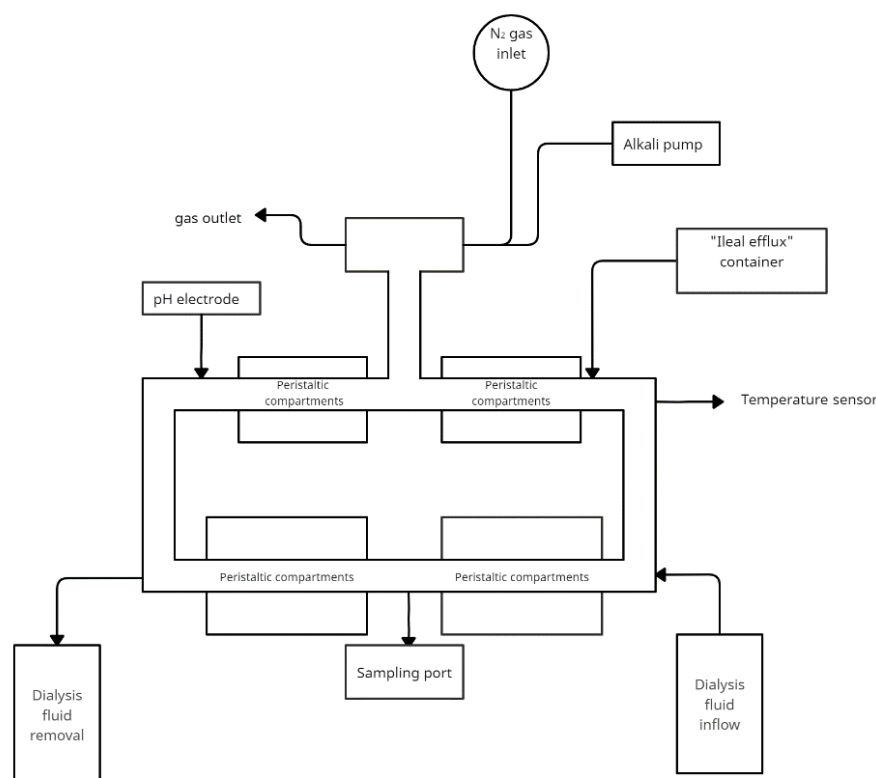 N₂ gas
inlet
Alkali pump
gas outlet
"Ileal efflux"
container
pH electrode
Peristaltic
compartments
Peristaltic
compartments
Temperature sensor
Peristaltic compartments
Peristaltic compartments
Sampling port
Dialysis
fluid
removal
Dialysis
fluid
inflow